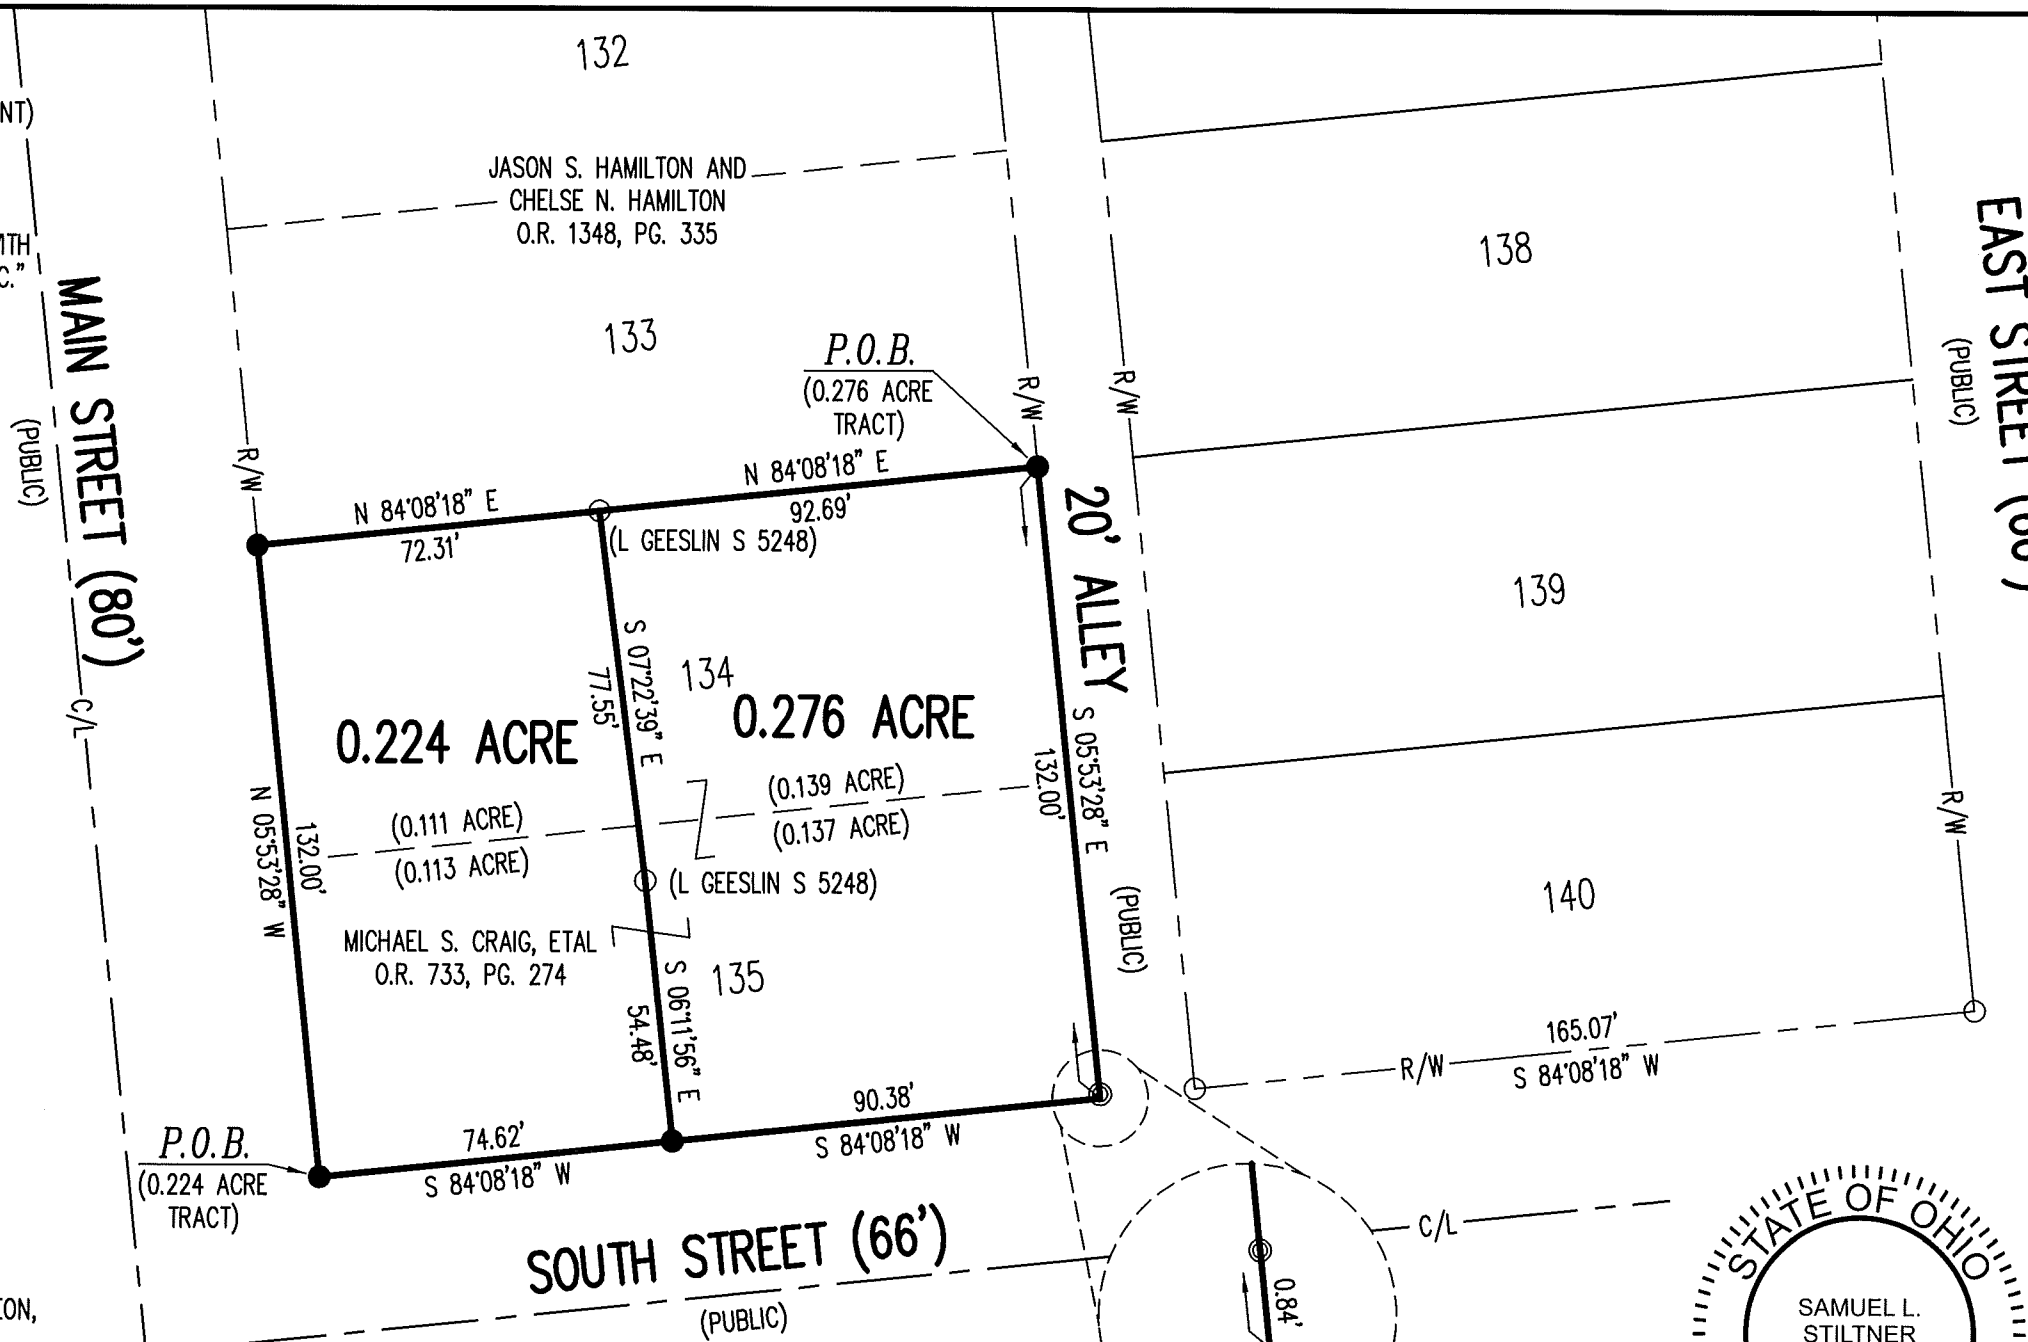 132
NT)
JASON S. HAMILTON AND
CHELSE N. HAMILTON
O.R. 1348, PG. 335
138
133
MAIN STREET (80')
(PUBLIC)
EAST STREET
(PUBLIC)
P.O.B.
(0.276 ACRE
TRACT)
R/W
R/W
R/W
N 84°08'18" E
92.69'
N 84°08'18" E
72.31'
(L GEESLIN S 5248)
20' ALLEY
(PUBLIC)
139
S 07°22'39" E
77.55'
134
0.224 ACRE
0.276 ACRE
C/L
S 05°53'28" E
132.00'
(0.139 ACRE)
(0.137 ACRE)
(0.111 ACRE)
(0.113 ACRE)
N 05°53'28" W
132.00'
R/W
(L GEESLIN S 5248)
140
MICHAEL S. CRAIG, ETAL
O.R. 733, PG. 274
135
S 06°11'56" E
54.48'
165.07'
R/W
S 84°08'18" W
90.38'
S 84°08'18" W
74.62'
S 84°08'18" W
P.O.B.
(0.224 ACRE
TRACT)
SOUTH STREET (66')
(PUBLIC)
C/L
0.84'
STATE OF OHIO
SAMUEL L.
STILTNER